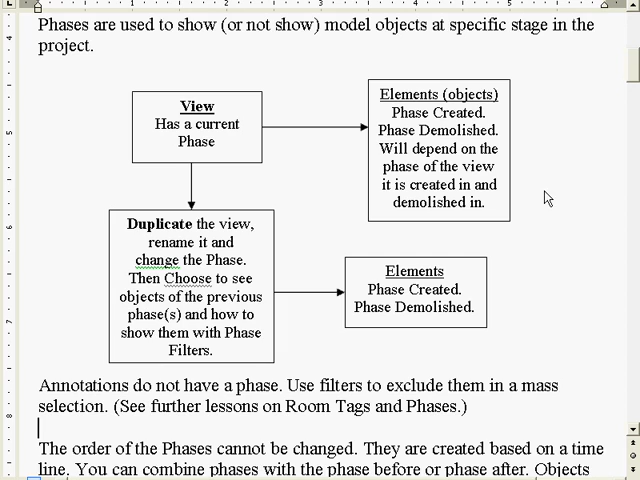 Phases are used to show (or not show) model objects at specific stage in the
project.
View
Has a current
Phase
Elements (objects)
Phase Created.
Phase Demolished.
Will depend on the
phase of the view
it is created in and
demolished in.
Duplicate the view,
rename it and
change the Phase.
Then Choose to see
objects of the previous
phase(s) and how to
show them with Phase
Filters.
Elements
Phase Created.
Phase Demolished.
Annotations do not have a phase. Use filters to exclude them in a mass
selection. (See further lessons on Room Tags and Phases.)
The order of the Phases cannot be changed. They are created based on a time
line. You can combine phases with the phase before or phase after. Objects